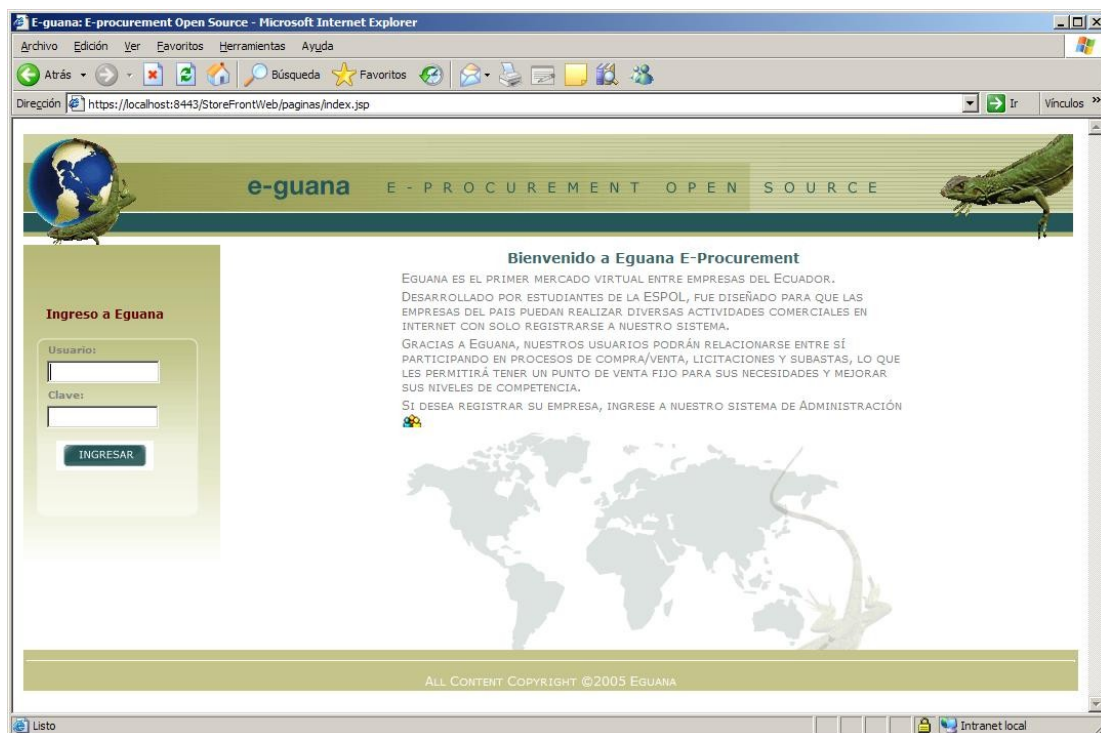 E-guana: E-procurement Open Source - Microsoft Internet Explorer
Archivo Edición Ver Favoritos Herramientas Ayuda
Atrás Búsqueda Favoritos
Dirección https://localhost:8443/StoreFrontWeb/paginas/index.jsp Ir Vínculos »
e-guana E-PROCUREMENT OPEN SOURCE
Ingreso a Eguana
Usuario:
Clave:
INGRESAR
Bienvenido a Eguana E-Procurement
EGUANA ES EL PRIMER MERCADO VIRTUAL ENTRE EMPRESAS DEL ECUADOR.
DESARROLLADO POR ESTUDIANTES DE LA ESPOL, FUE DISEÑADO PARA QUE LAS
EMPRESAS DEL PAIS PUEDAN REALIZAR DIVERSAS ACTIVIDADES COMERCIALES EN
INTERNET CON SOLO REGISTRARSE A NUESTRO SISTEMA.
GRACIAS A EGUANA, NUESTROS USUARIOS PODRÁN RELACIONARSE ENTRE SÍ
PARTICIPANDO EN PROCESOS DE COMPRA/VENTA, LICITACIONES Y SUBASTAS, LO QUE
LES PERMITIRÁ TENER UN PUNTO DE VENTA FIJO PARA SUS NECESIDADES Y MEJORAR
SUS NIVELES DE COMPETENCIA.
SI DESEA REGISTRAR SU EMPRESA, INGRESE A NUESTRO SISTEMA DE ADMINISTRACIÓN
ALL CONTENT COPYRIGHT ©2005 EGUANA
Listo Intranet local